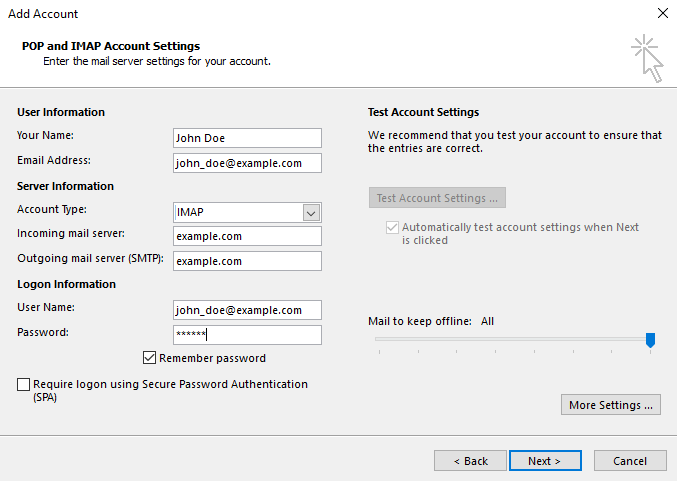 Add Account
POP and IMAP Account Settings
Enter the mail server settings for your account.
User Information
Your Name:
John Doe
Email Address:
john_doe@example.com
Server Information
Account Type:
IMAP
Incoming mail server:
example.com
Outgoing mail server (SMTP):
example.com
Logon Information
User Name:
john_doe@example.com
Password:
******
Remember password
Require logon using Secure Password Authentication
(SPA)
Test Account Settings
We recommend that you test your account to ensure that
the entries are correct.
Test Account Settings ...
Automatically test account settings when Next
is clicked
Mail to keep offline:
All
More Settings ...
< Back
Next >
Cancel